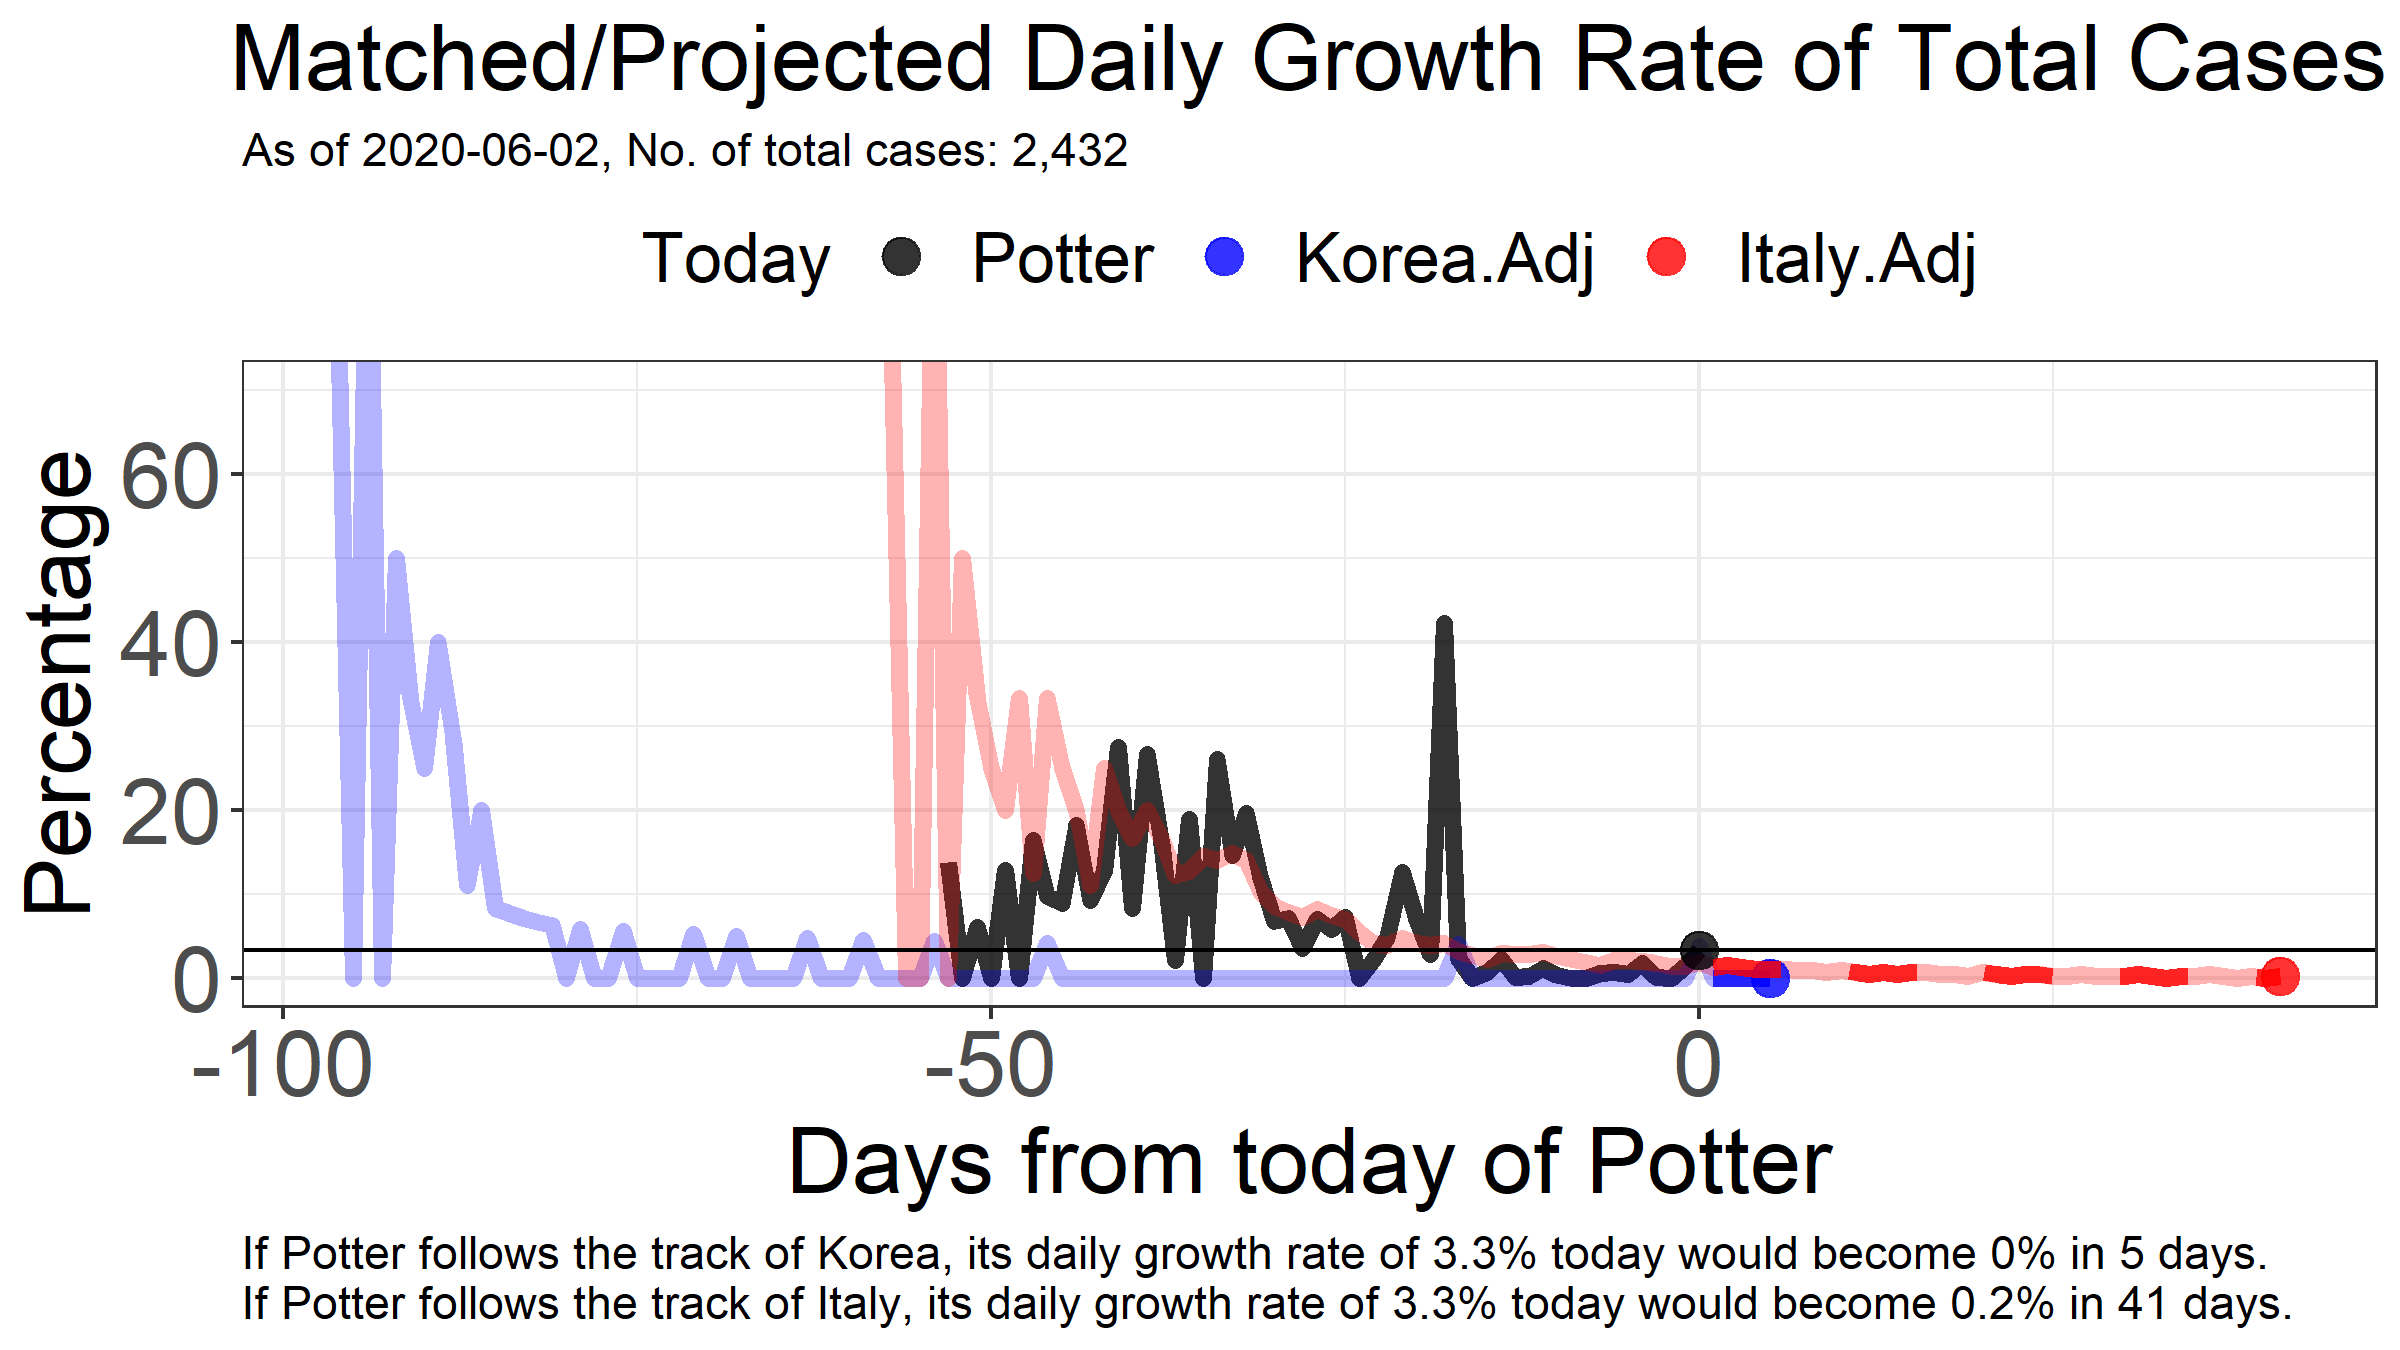 Matched/Projected Daily Growth Rate of Total Cases
As of 2020-06-02, No. of total cases: 2,432
Today Potter Korea.Adj Italy.Adj
Percentage
60
40
20
0
-100 -50 0
Days from today of Potter
If Potter follows the track of Korea, its daily growth rate of 3.3% today would become 0% in 5 days.
If Potter follows the track of Italy, its daily growth rate of 3.3% today would become 0.2% in 41 days.